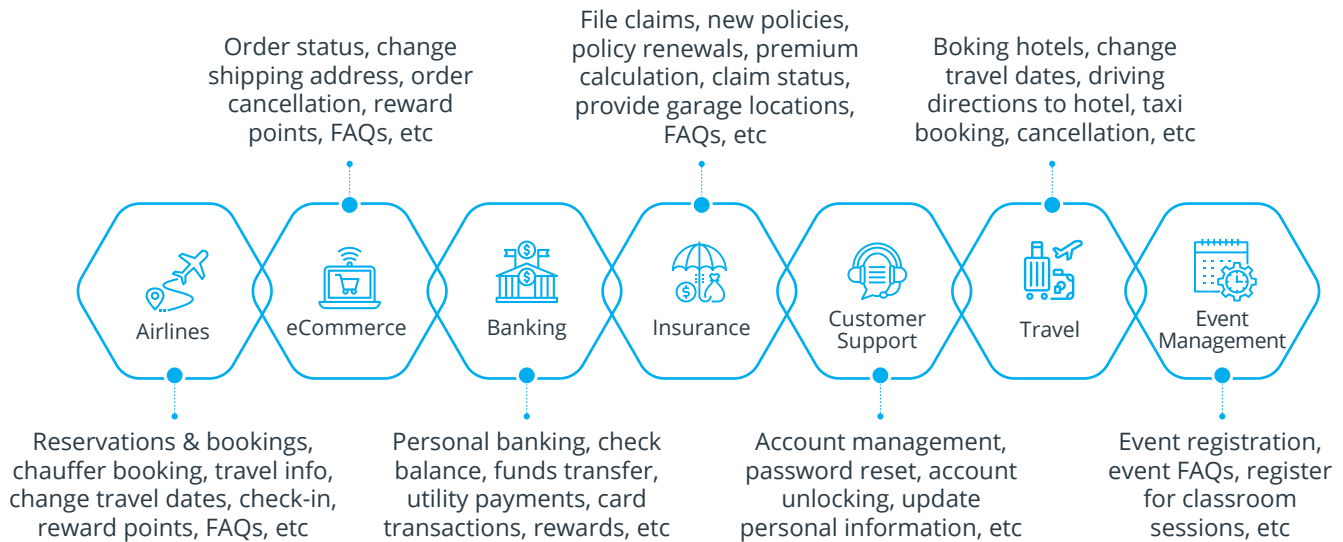 Order status, change
shipping address, order
cancellation, reward
points, FAQs, etc
File claims, new policies,
policy renewals, premium
calculation, claim status,
provide garage locations,
FAQs, etc
Boking hotels, change
travel dates, driving
directions to hotel, taxi
booking, cancellation, etc
Airlines
eCommerce
Banking
Insurance
Customer
Support
Travel
Event
Management
Reservations & bookings,
chauffer booking, travel info,
change travel dates, check-in,
reward points, FAQs, etc
Personal banking, check
balance, funds transfer,
utility payments, card
transactions, rewards, etc
Account management,
password reset, account
unlocking, update
personal information, etc
Event registration,
event FAQs, register
for classroom
sessions, etc